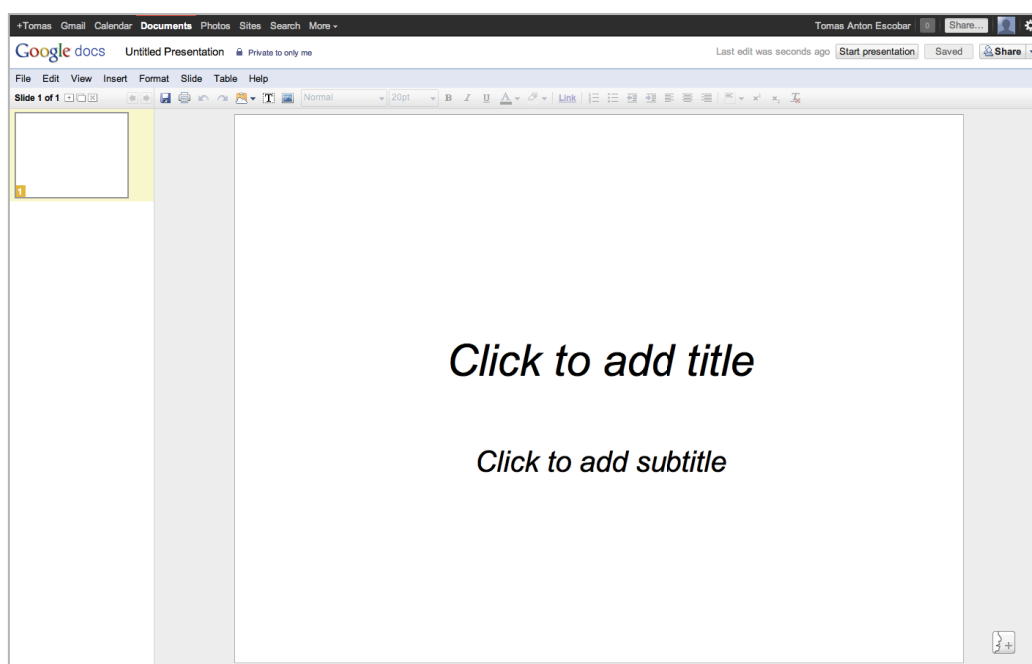 +Tomas Gmail Calendar Documents Photos Sites Search More Tomas Anton Escobar 0 Share...
Google docs Untitled Presentation Private to only me Last edit was seconds ago Start presentation Saved Share
File Edit View Insert Format Slide Table Help
Slide 1 of 1 T Normal 20pt B I U A Link
1
Click to add title
Click to add subtitle